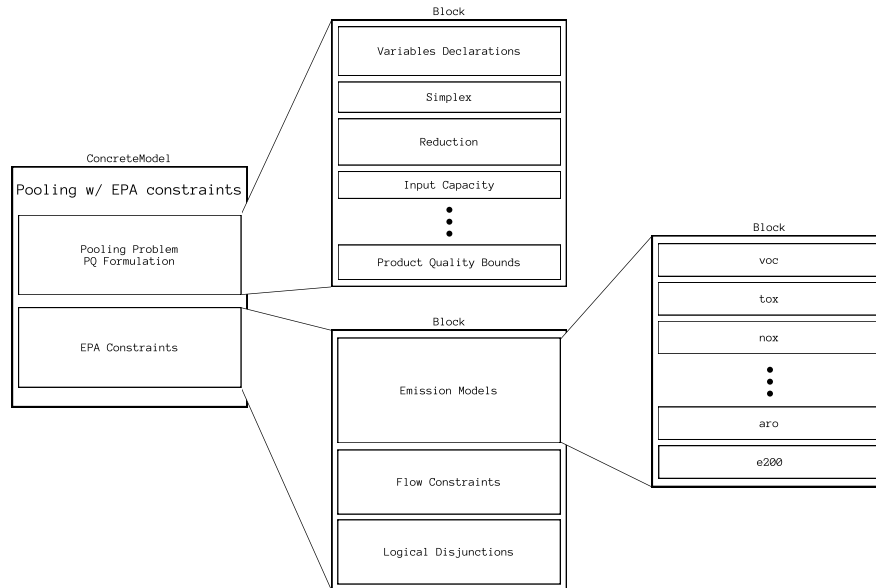 ConcreteModel
Pooling w/ EPA constraints
Pooling Problem
PQ Formulation
EPA Constraints
Block
Variables Declarations
Simplex
Reduction
Input Capacity
Product Quality Bounds
Block
Emission Models
Flow Constraints
Logical Disjunctions
Block
voc
tox
nox
aro
e200